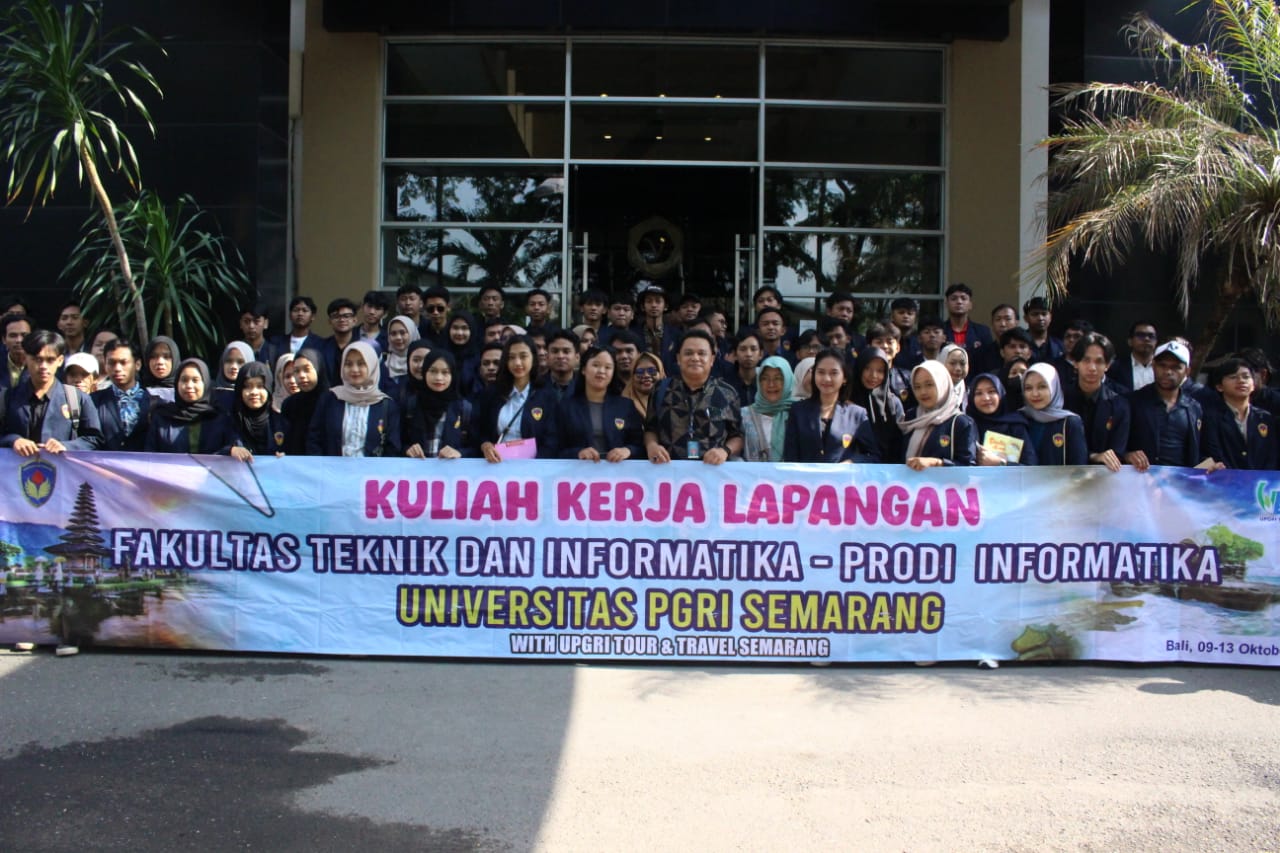 KULIAH KERJA LAPANGAN
FAKULTAS TEKNIK DAN INFORMATIKA - PRODI INFORMATIKA
UNIVERSITAS PGRI SEMARANG
WITH UPGRI TOUR & TRAVEL SEMARANG
Bali, 09-13